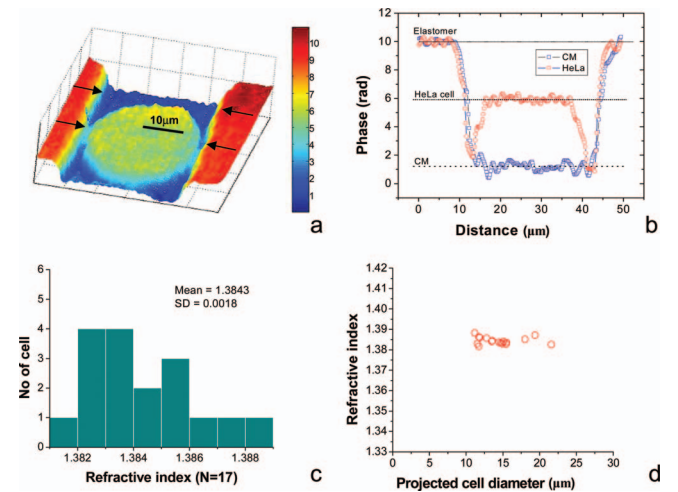 10
9
8
7
6
5
4
3
2
1
10μm
a
12
10
8
6
4
2
0
Phase (rad)
Elastomer
CM
HeLa
HeLa cell
CM
0 10 20 30 40 50
Distance (μm)
b
6
5
4
3
2
1
0
No of cell
Mean = 1.3843
SD = 0.0018
1.382 1.384 1.386 1.388
Refractive index (N=17)
c
1.42
1.41
1.40
1.39
1.38
1.37
1.36
1.35
1.34
1.33
Refractive index
0 5 10 15 20 25 30
Projected cell diameter (μm)
d